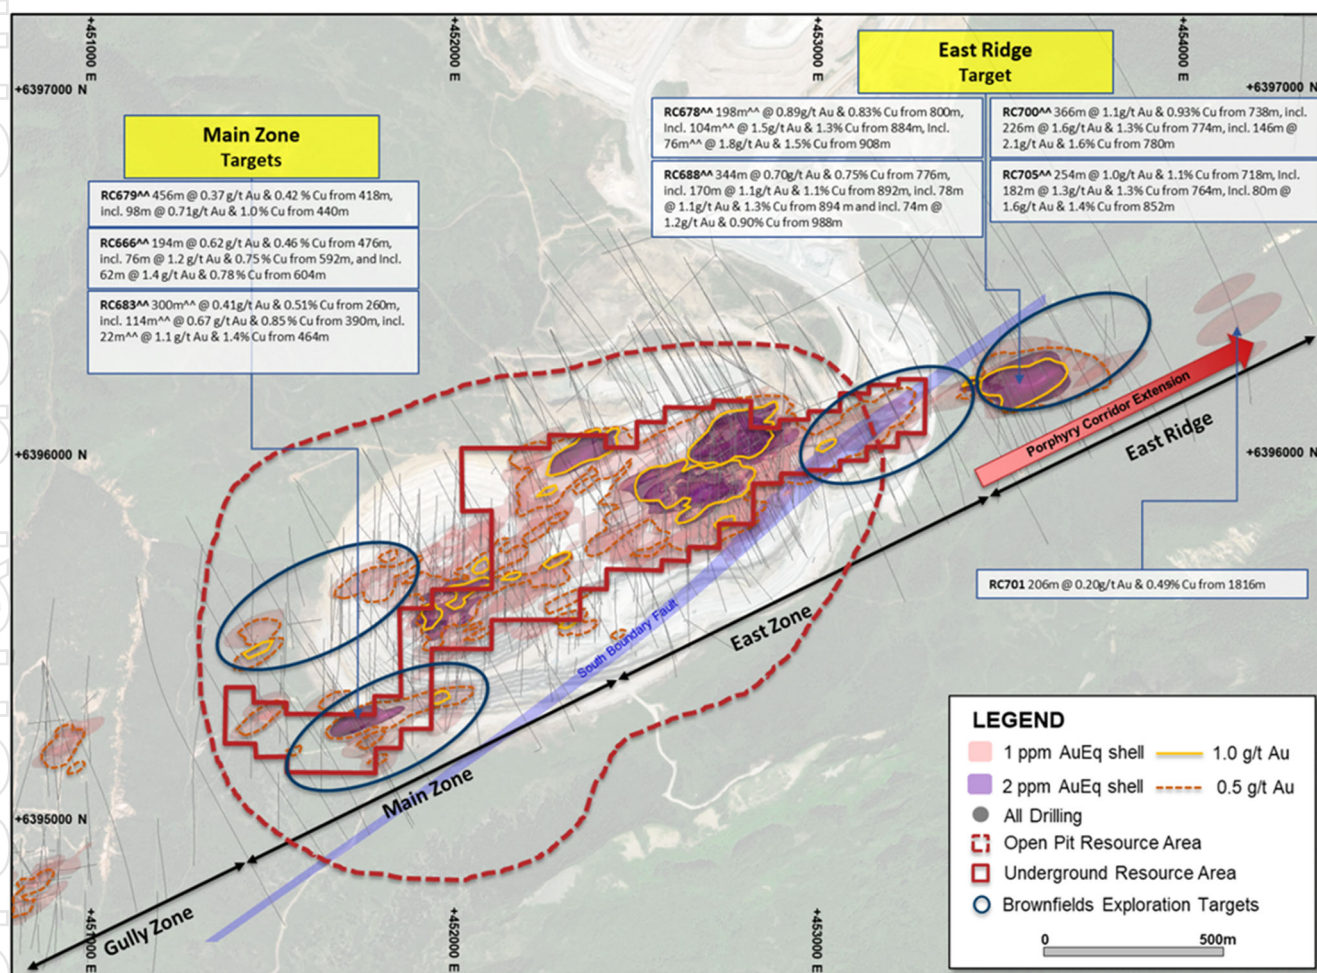 +451000 E
+452000 E
+453000 E
+454000 E
+6397000 N
+6397000 N
East Ridge
Target
Main Zone
Targets
RC679^^ 456m @ 0.37 g/t Au & 0.42 % Cu from 418m,
incl. 98m @ 0.71g/t Au & 1.0 % Cu from 440m
RC666^^ 194m @ 0.62 g/t Au & 0.46 % Cu from 476m,
incl. 76m @ 1.2 g/t Au & 0.75 % Cu from 592m, and Incl.
62m @ 1.4 g/t Au & 0.78 % Cu from 604m
RC683^^ 300m^^ @ 0.41g/t Au & 0.51% Cu from 260m,
incl. 114m^^ @ 0.67 g/t Au & 0.85 % Cu from 390m, incl.
22m^^ @ 1.1 g/t Au & 1.4% Cu from 464m
RC678^^ 198m^^ @ 0.89g/t Au & 0.83% Cu from 800m,
Incl. 104m^^ @ 1.5g/t Au & 1.3% Cu from 884m, Incl.
76m^^ @ 1.8g/t Au & 1.5% Cu from 908m
RC688^^ 344m @ 0.70g/t Au & 0.75% Cu from 776m,
incl. 170m @ 1.1g/t Au & 1.1% Cu from 892m, incl. 78m
@ 1.1g/t Au & 1.3% Cu from 894 m and incl. 74m @
1.2g/t Au & 0.90% Cu from 988m
RC700^^ 366m @ 1.1g/t Au & 0.93% Cu from 738m, incl.
226m @ 1.6g/t Au & 1.3% Cu from 774m, incl. 146m @
2.1g/t Au & 1.6% Cu from 780m
RC705^^ 254m @ 1.0g/t Au & 1.1% Cu from 718m, Incl.
182m @ 1.3g/t Au & 1.3% Cu from 764m, Incl. 80m @
1.6g/t Au & 1.4% Cu from 852m
Porphyry Corridor Extension
East Ridge
+6396000 N
+6396000 N
RC701 206m @ 0.20g/t Au & 0.49% Cu from 1816m
South Boundary Fault
East Zone
Main Zone
Gully Zone
+6395000 N
+451000 E
+452000 E
+453000 E
LEGEND
1 ppm AuEq shell
1.0 g/t Au
2 ppm AuEq shell
0.5 g/t Au
All Drilling
Open Pit Resource Area
Underground Resource Area
Brownfields Exploration Targets
0 500m